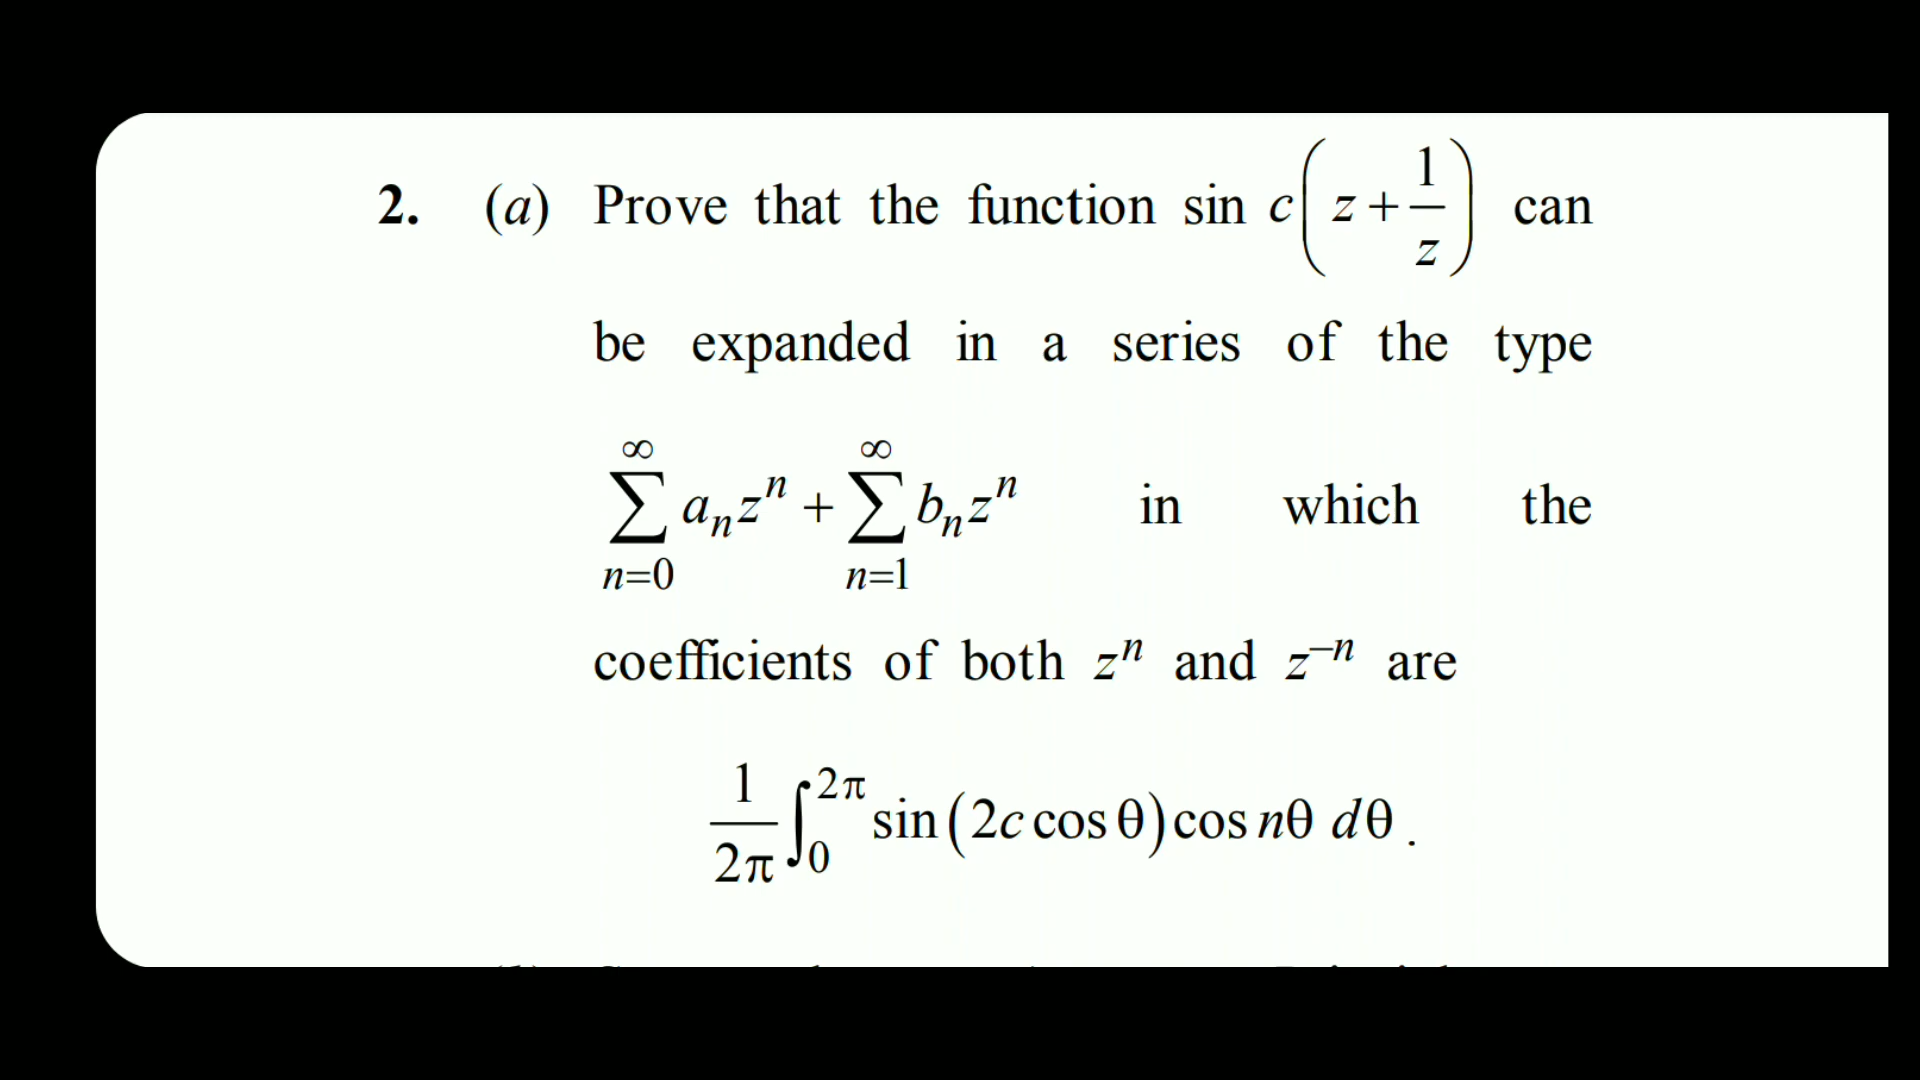 2. (a) Prove that the function sin c(z + 1/z) can
be expanded in a series of the type
∑_{n=0}^{∞} a_n z^n + ∑_{n=1}^{∞} b_n z^n in which the
coefficients of both z^n and z^{−n} are
1/2π ∫_0^{2π} sin(2c cos θ) cos nθ dθ .